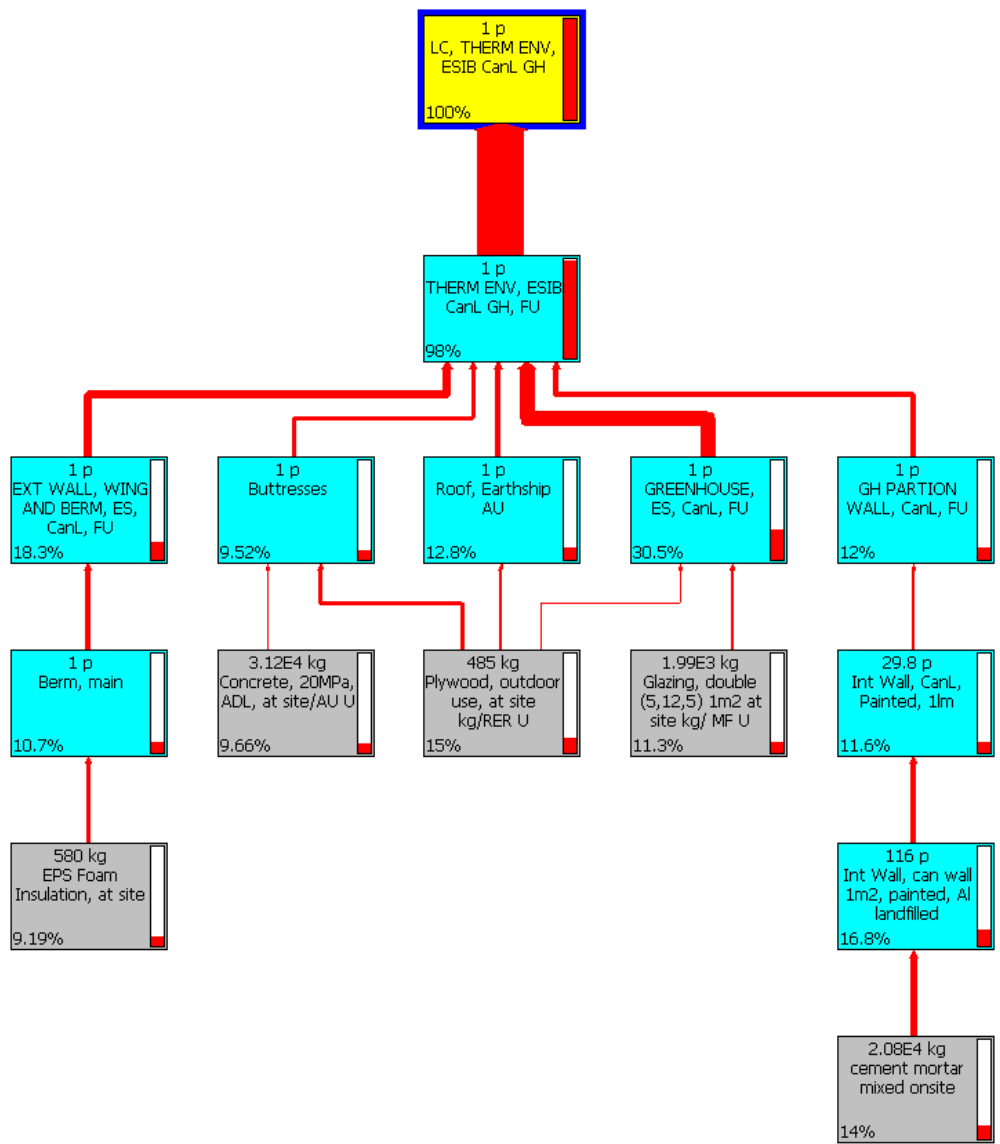 1 p
LC, THERM ENV,
ESIB CanL GH
100%
1 p
THERM ENV, ESIB
CanL GH, FU
98%
1 p
EXT WALL, WING
AND BERM, ES,
CanL, FU
18.3%
1 p
Buttresses
9.52%
1 p
Roof, Earthship
AU
12.8%
1 p
GREENHOUSE,
ES, CanL, FU
30.5%
1 p
GH PARTION
WALL, CanL, FU
12%
1 p
Berm, main
10.7%
3.12E4 kg
Concrete, 20MPa,
ADL, at site/AU U
9.66%
485 kg
Plywood, outdoor
use, at site
kg/RER U
15%
1.99E3 kg
Glazing, double
(5,12,5) 1m2 at
site kg/ MF U
11.3%
29.8 p
Int Wall, CanL,
Painted, 1lm
11.6%
580 kg
EPS Foam
Insulation, at site
9.19%
116 p
Int Wall, can wall
1m2, painted, Al
landfilled
16.8%
2.08E4 kg
cement mortar
mixed onsite
14%